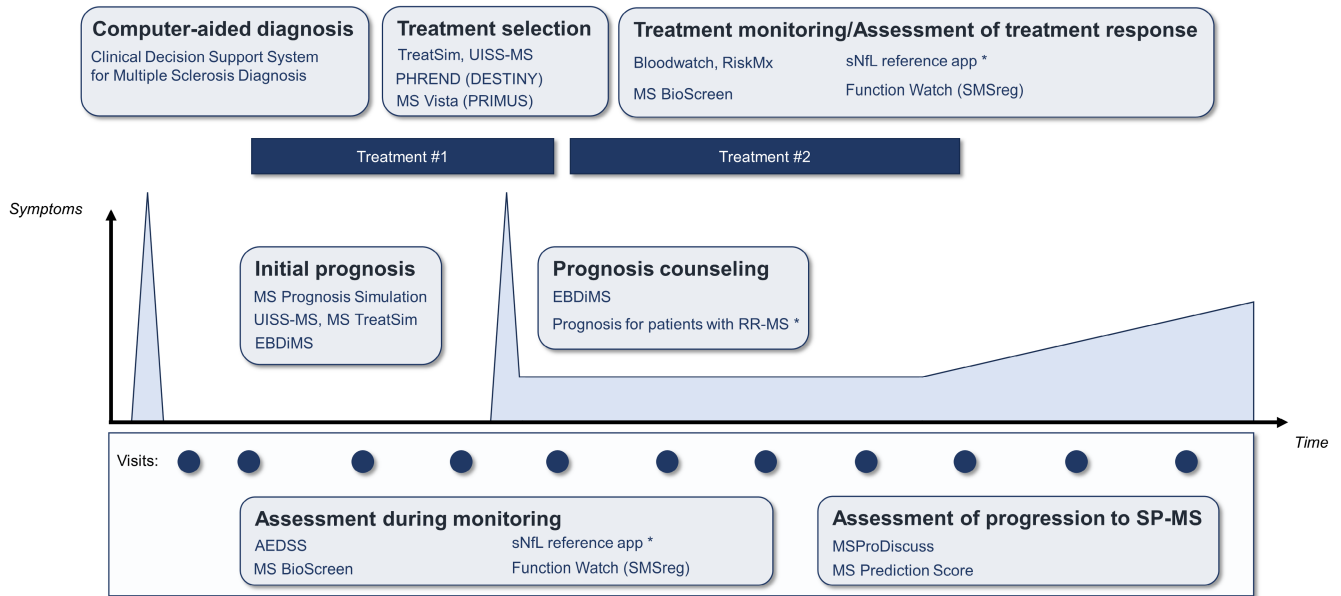 Computer-aided diagnosis
Clinical Decision Support System
for Multiple Sclerosis Diagnosis
Treatment selection
TreatSim, UISS-MS
PHREND (DESTINY)
MS Vista (PRIMUS)
Treatment monitoring/Assessment of treatment response
Bloodwatch, RiskMx
MS BioScreen
sNfL reference app *
Function Watch (SMSreg)
Treatment #1
Treatment #2
Symptoms
Initial prognosis
MS Prognosis Simulation
UISS-MS, MS TreatSim
EBDiMS
Prognosis counseling
EBDiMS
Prognosis for patients with RR-MS *
Time
Visits:
Assessment during monitoring
AEDSS
MS BioScreen
sNfL reference app *
Function Watch (SMSreg)
Assessment of progression to SP-MS
MSProDiscuss
MS Prediction Score